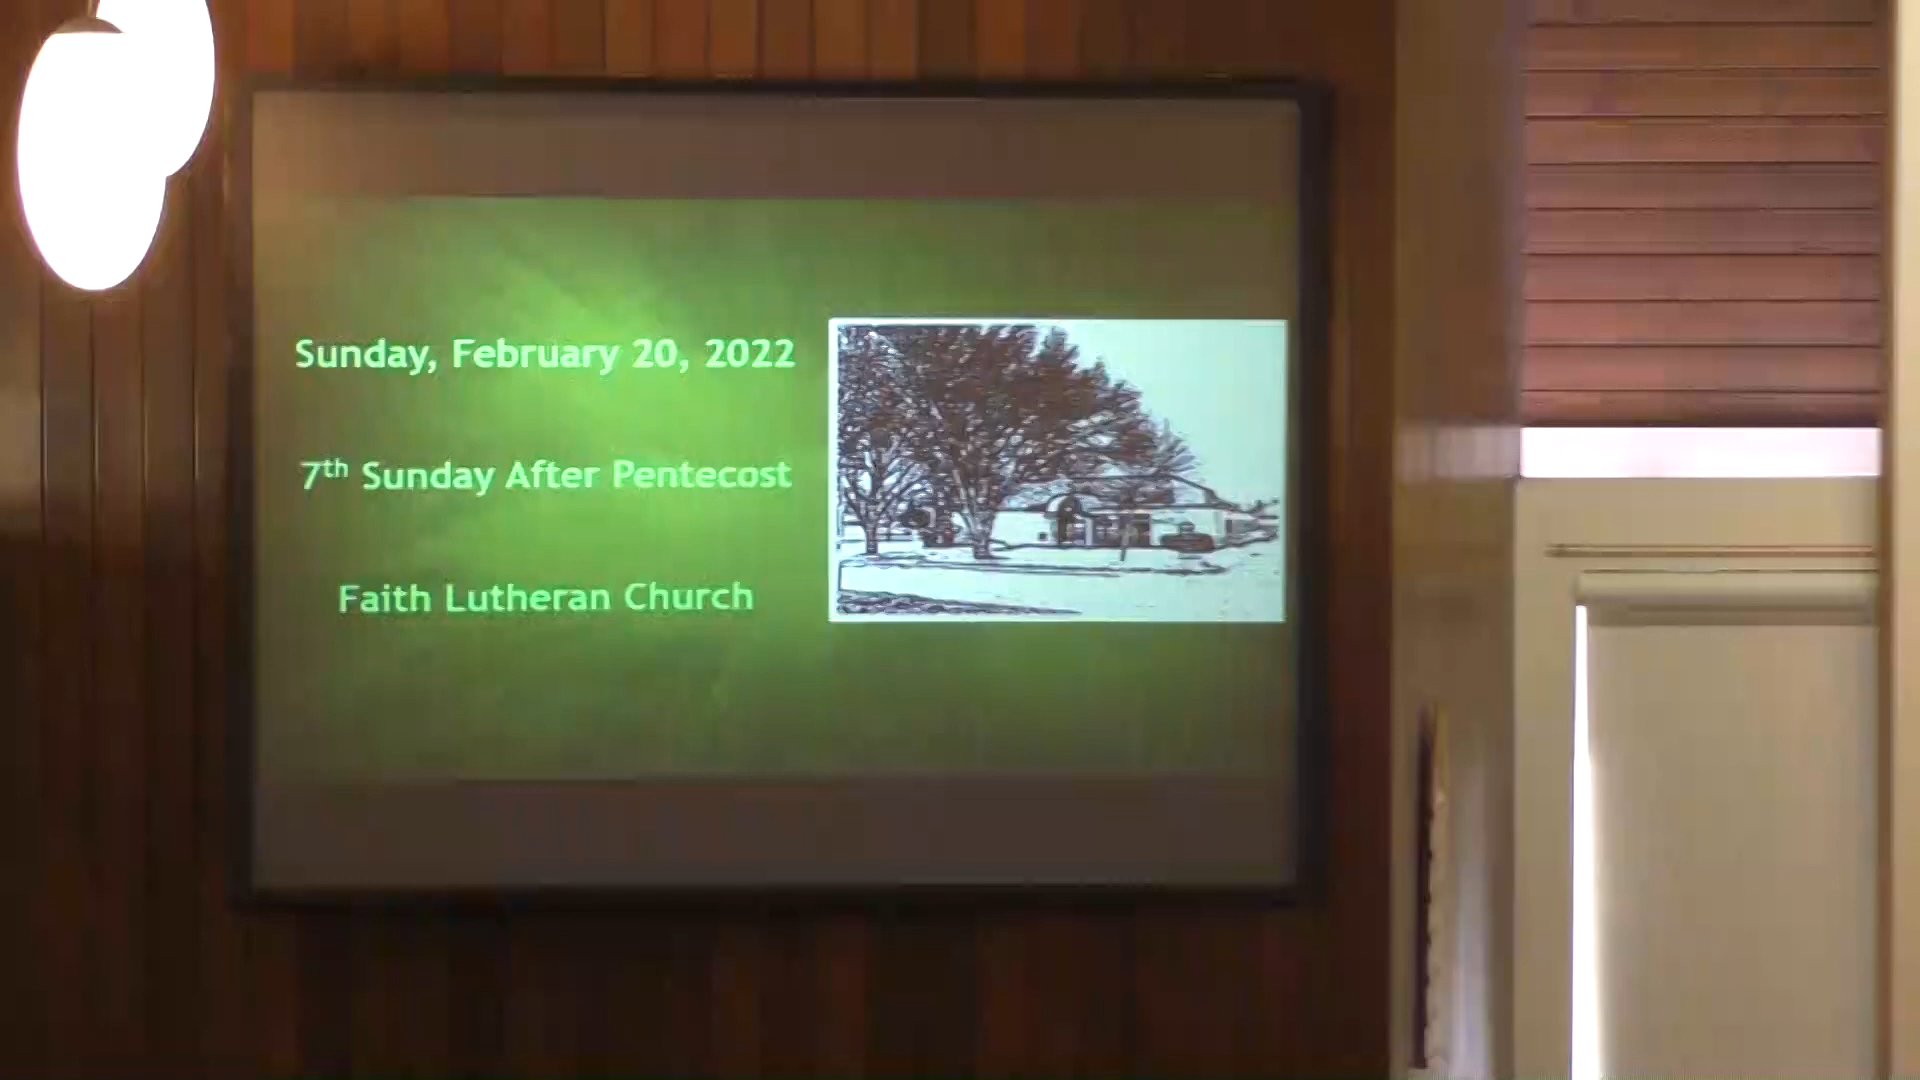 Sunday, February 20, 2022
7th Sunday After Pentecost
Faith Lutheran Church